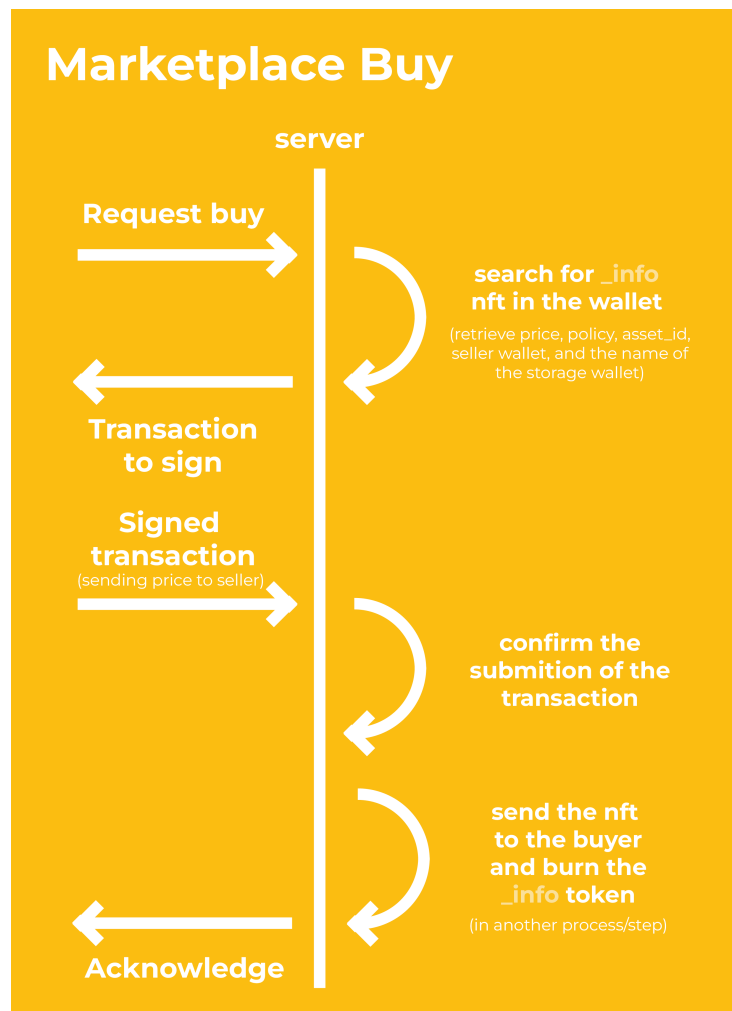 Marketplace Buy
server
Request buy
search for _info
nft in the wallet
(retrieve price, policy, asset_id,
seller wallet, and the name of
the storage wallet)
Transaction
to sign
Signed
transaction
(sending price to seller)
confirm the
submition of the
transaction
send the nft
to the buyer
and burn the
_info token
(in another process/step)
Acknowledge